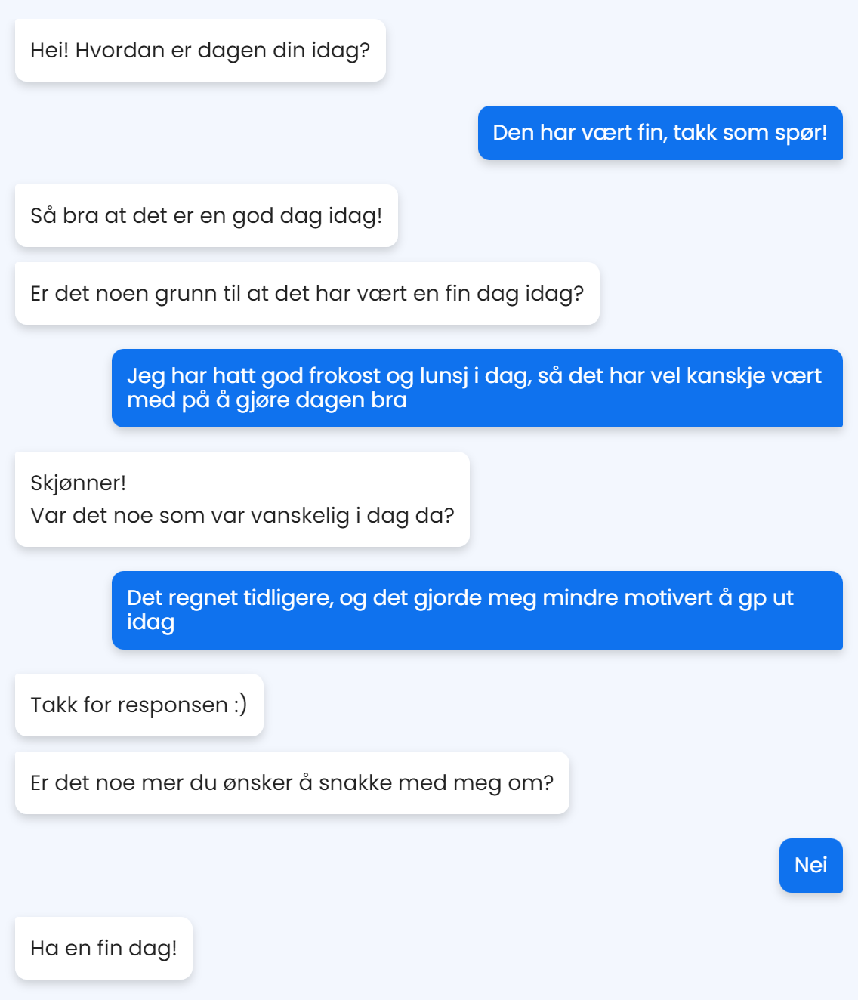 Hei! Hvordan er dagen din idag?
Den har vært fin, takk som spør!
Så bra at det er en god dag idag!
Er det noen grunn til at det har vært en fin dag idag?
Jeg har hatt god frokost og lunsj i dag, så det har vel kanskje vært
med på å gjøre dagen bra
Skjønner!
Var det noe som var vanskelig i dag da?
Det regnet tidligere, og det gjorde meg mindre motivert å gp ut
idag
Takk for responsen :)
Er det noe mer du ønsker å snakke med meg om?
Nei
Ha en fin dag!